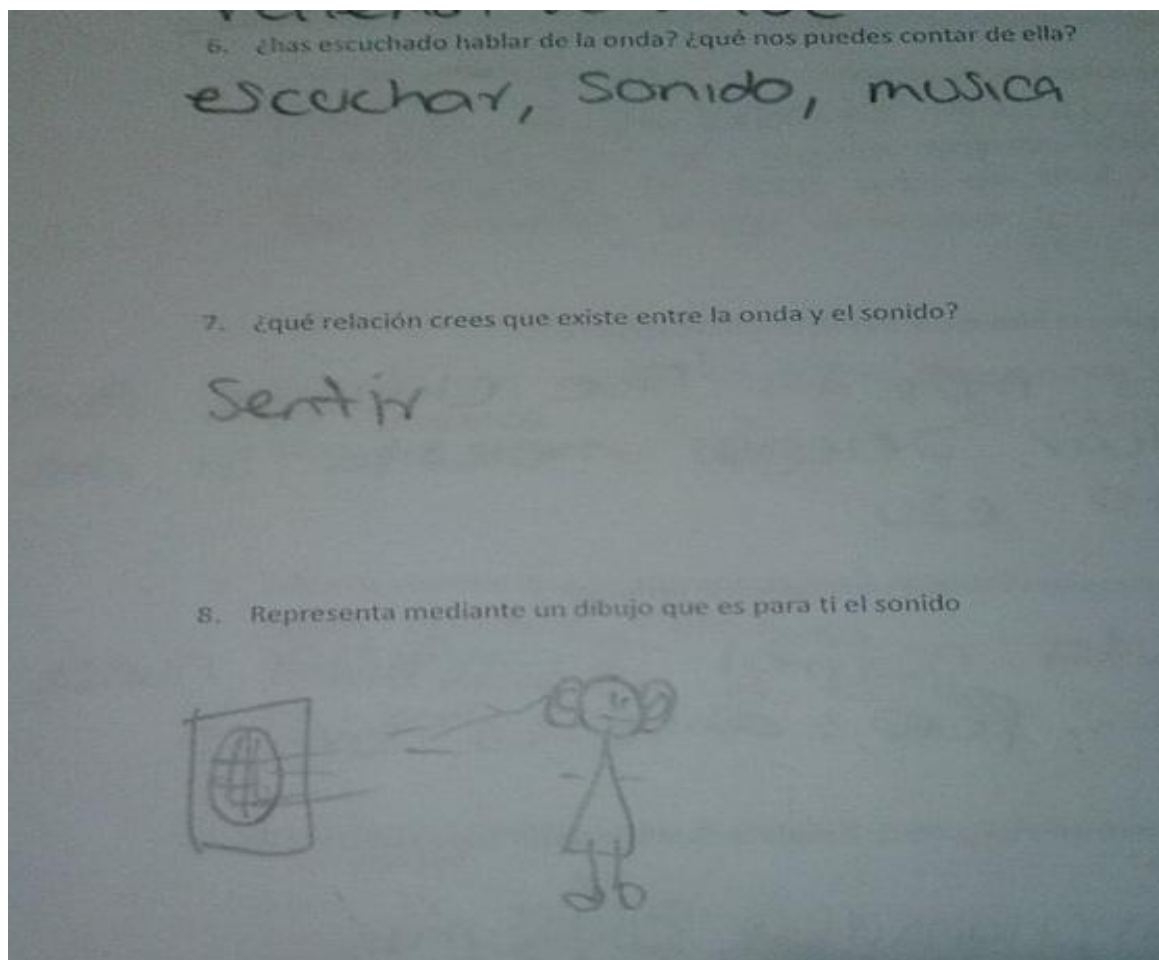 6. ¿has escuchado hablar de la onda? ¿qué nos puedes contar de ella?
escuchar, Sonido, musica
7. ¿qué relación crees que existe entre la onda y el sonido?
Sentir
8. Representa mediante un dibujo que es para ti el sonido